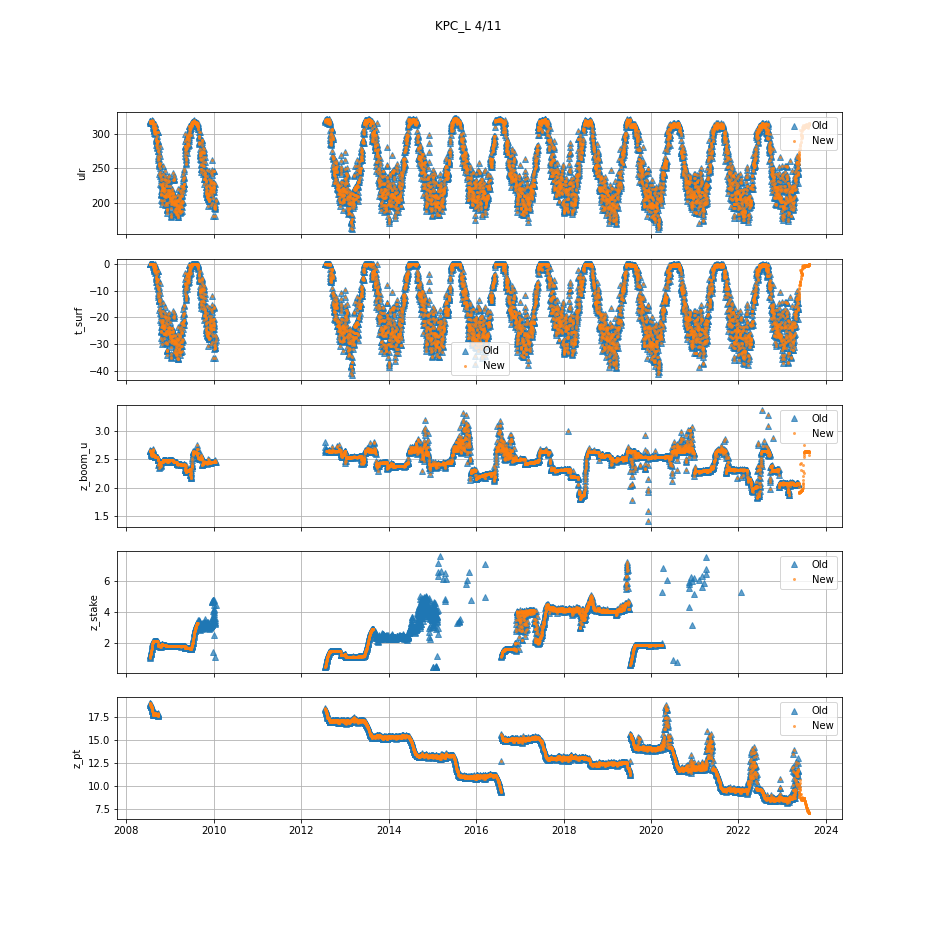 KPC_L 4/11
300
250
200
ulr
Old
New
0
−10
−20
−30
−40
t_surf
Old
New
3.0
2.5
2.0
1.5
z_boom_u
Old
New
6
4
2
z_stake
Old
New
17.5
15.0
12.5
10.0
7.5
z_pt
Old
New
2008 2010 2012 2014 2016 2018 2020 2022 2024